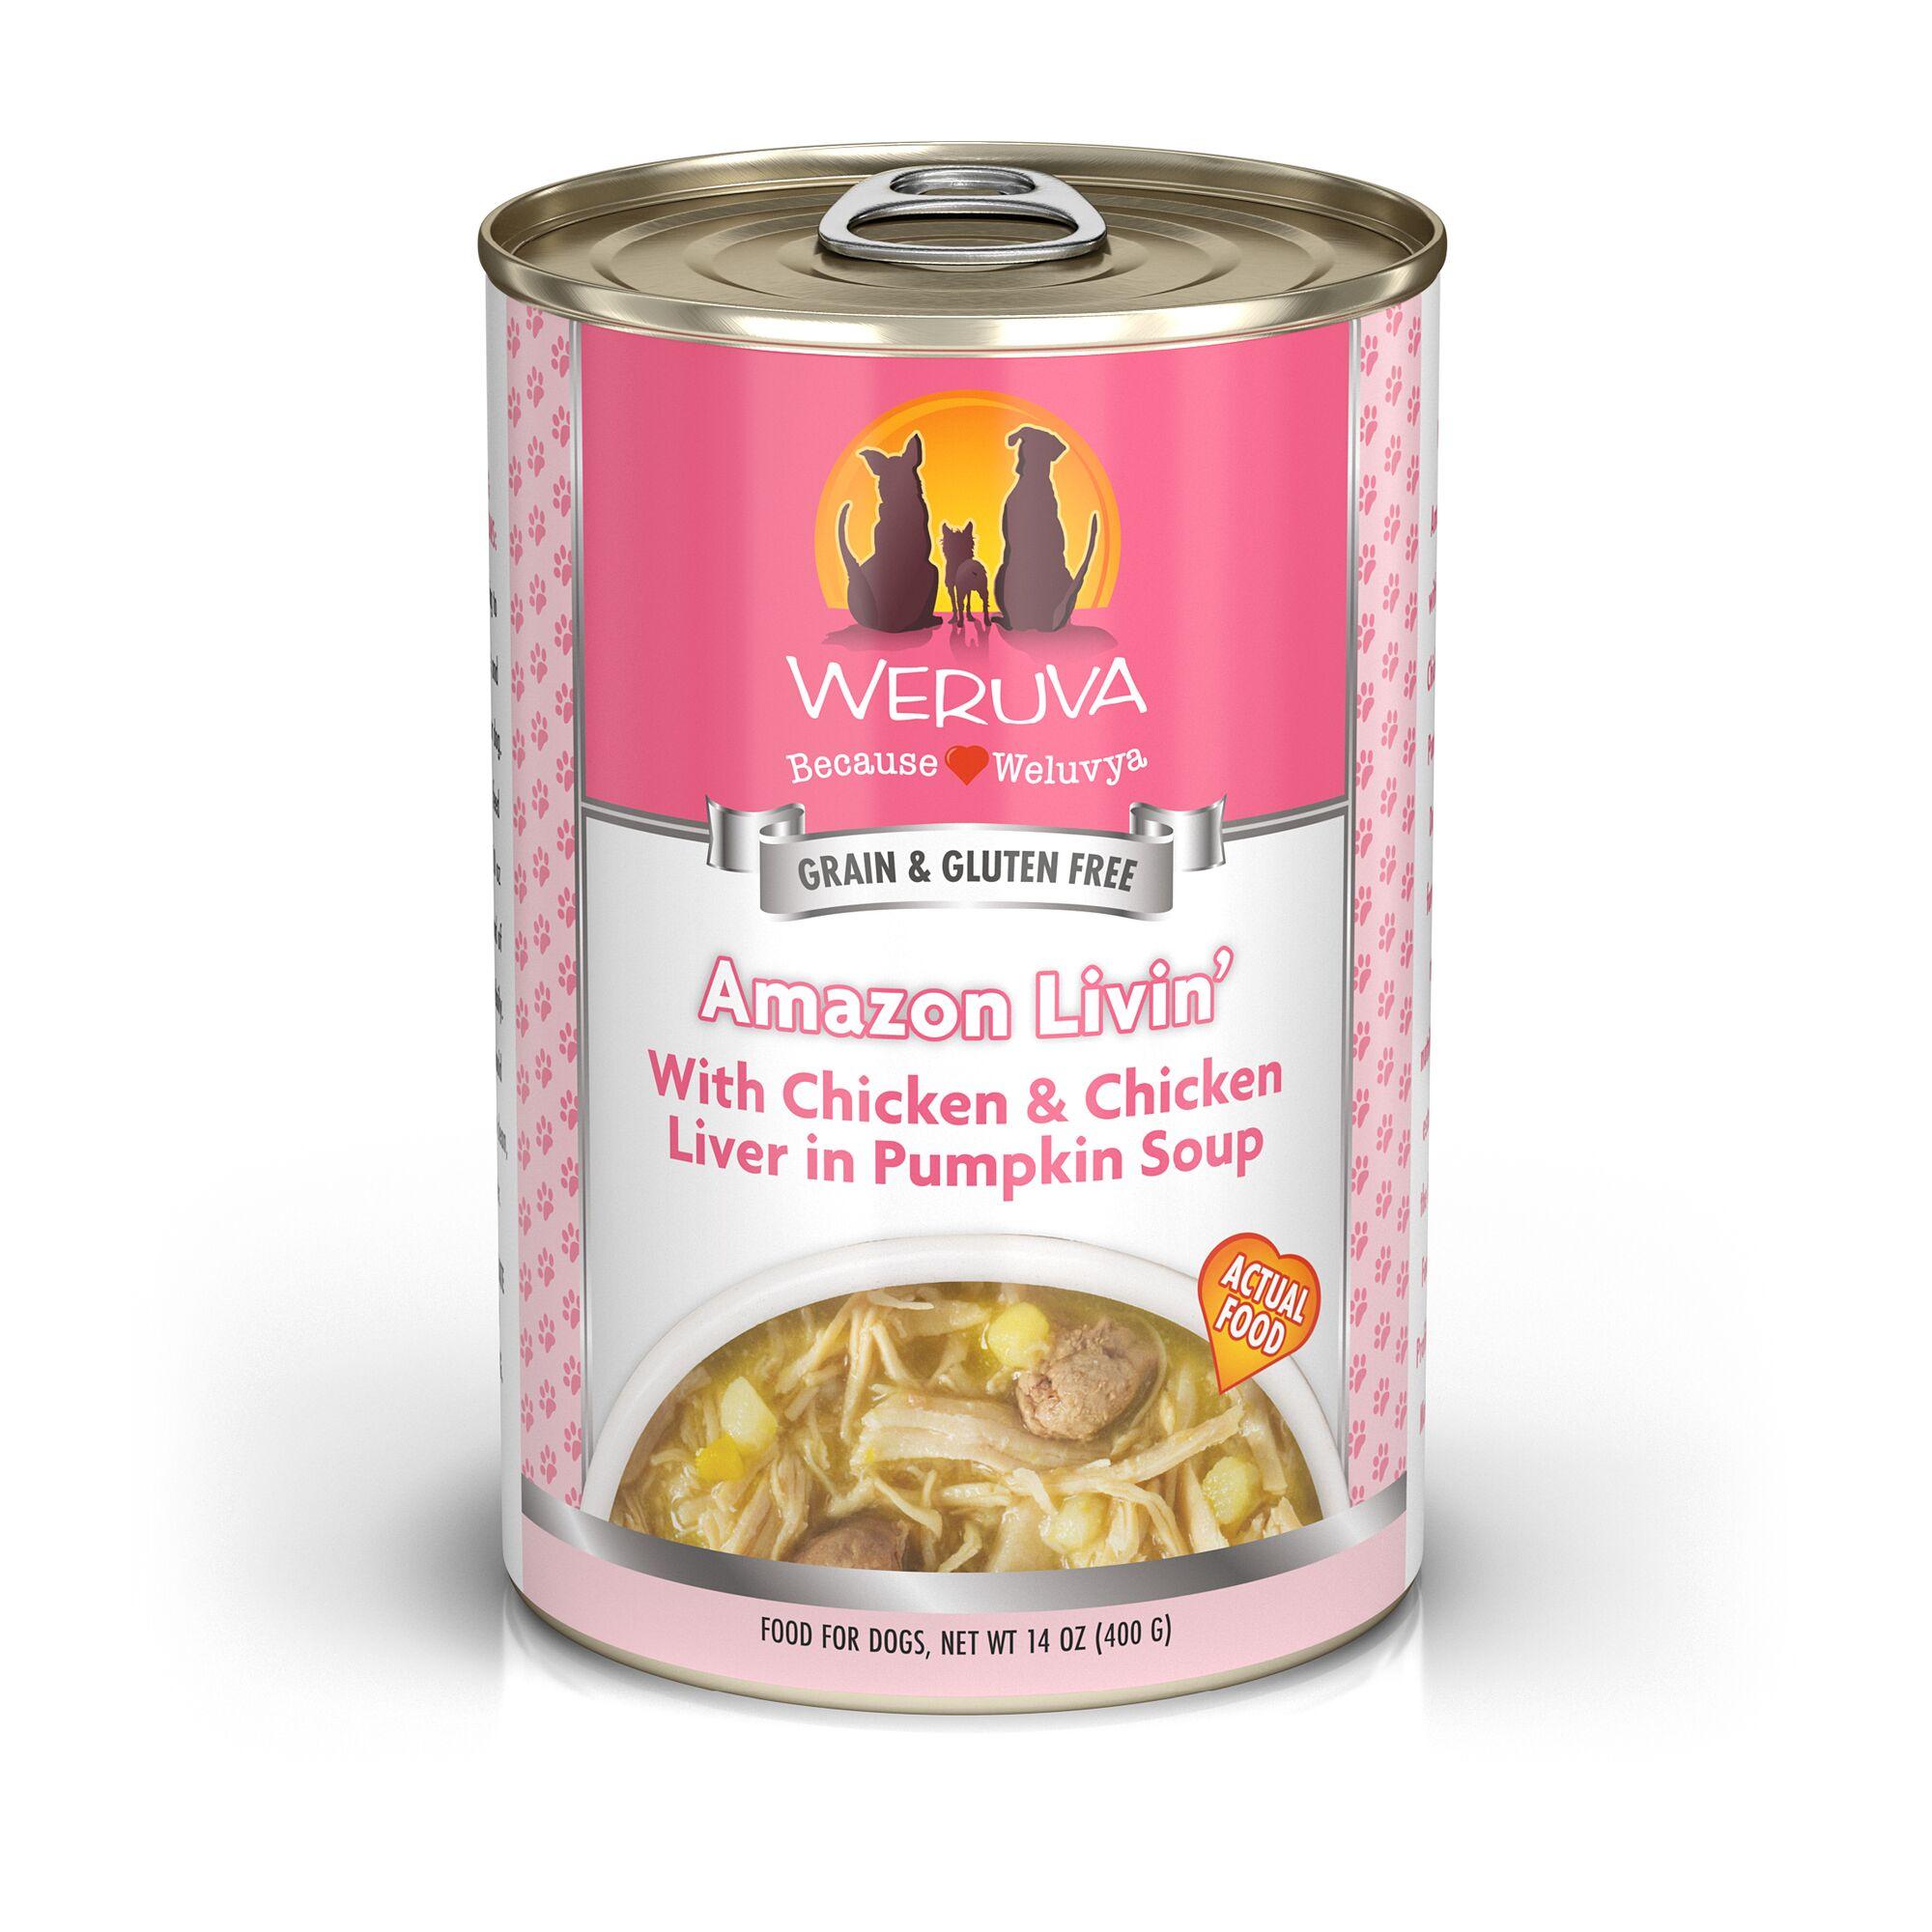 WERUVA
Because Weluvya
GRAIN & GLUTEN FREE
Amazon Livin’
With Chicken & Chicken
Liver in Pumpkin Soup
ACTUAL
FOOD
FOOD FOR DOGS, NET WT 14 OZ (400 G)